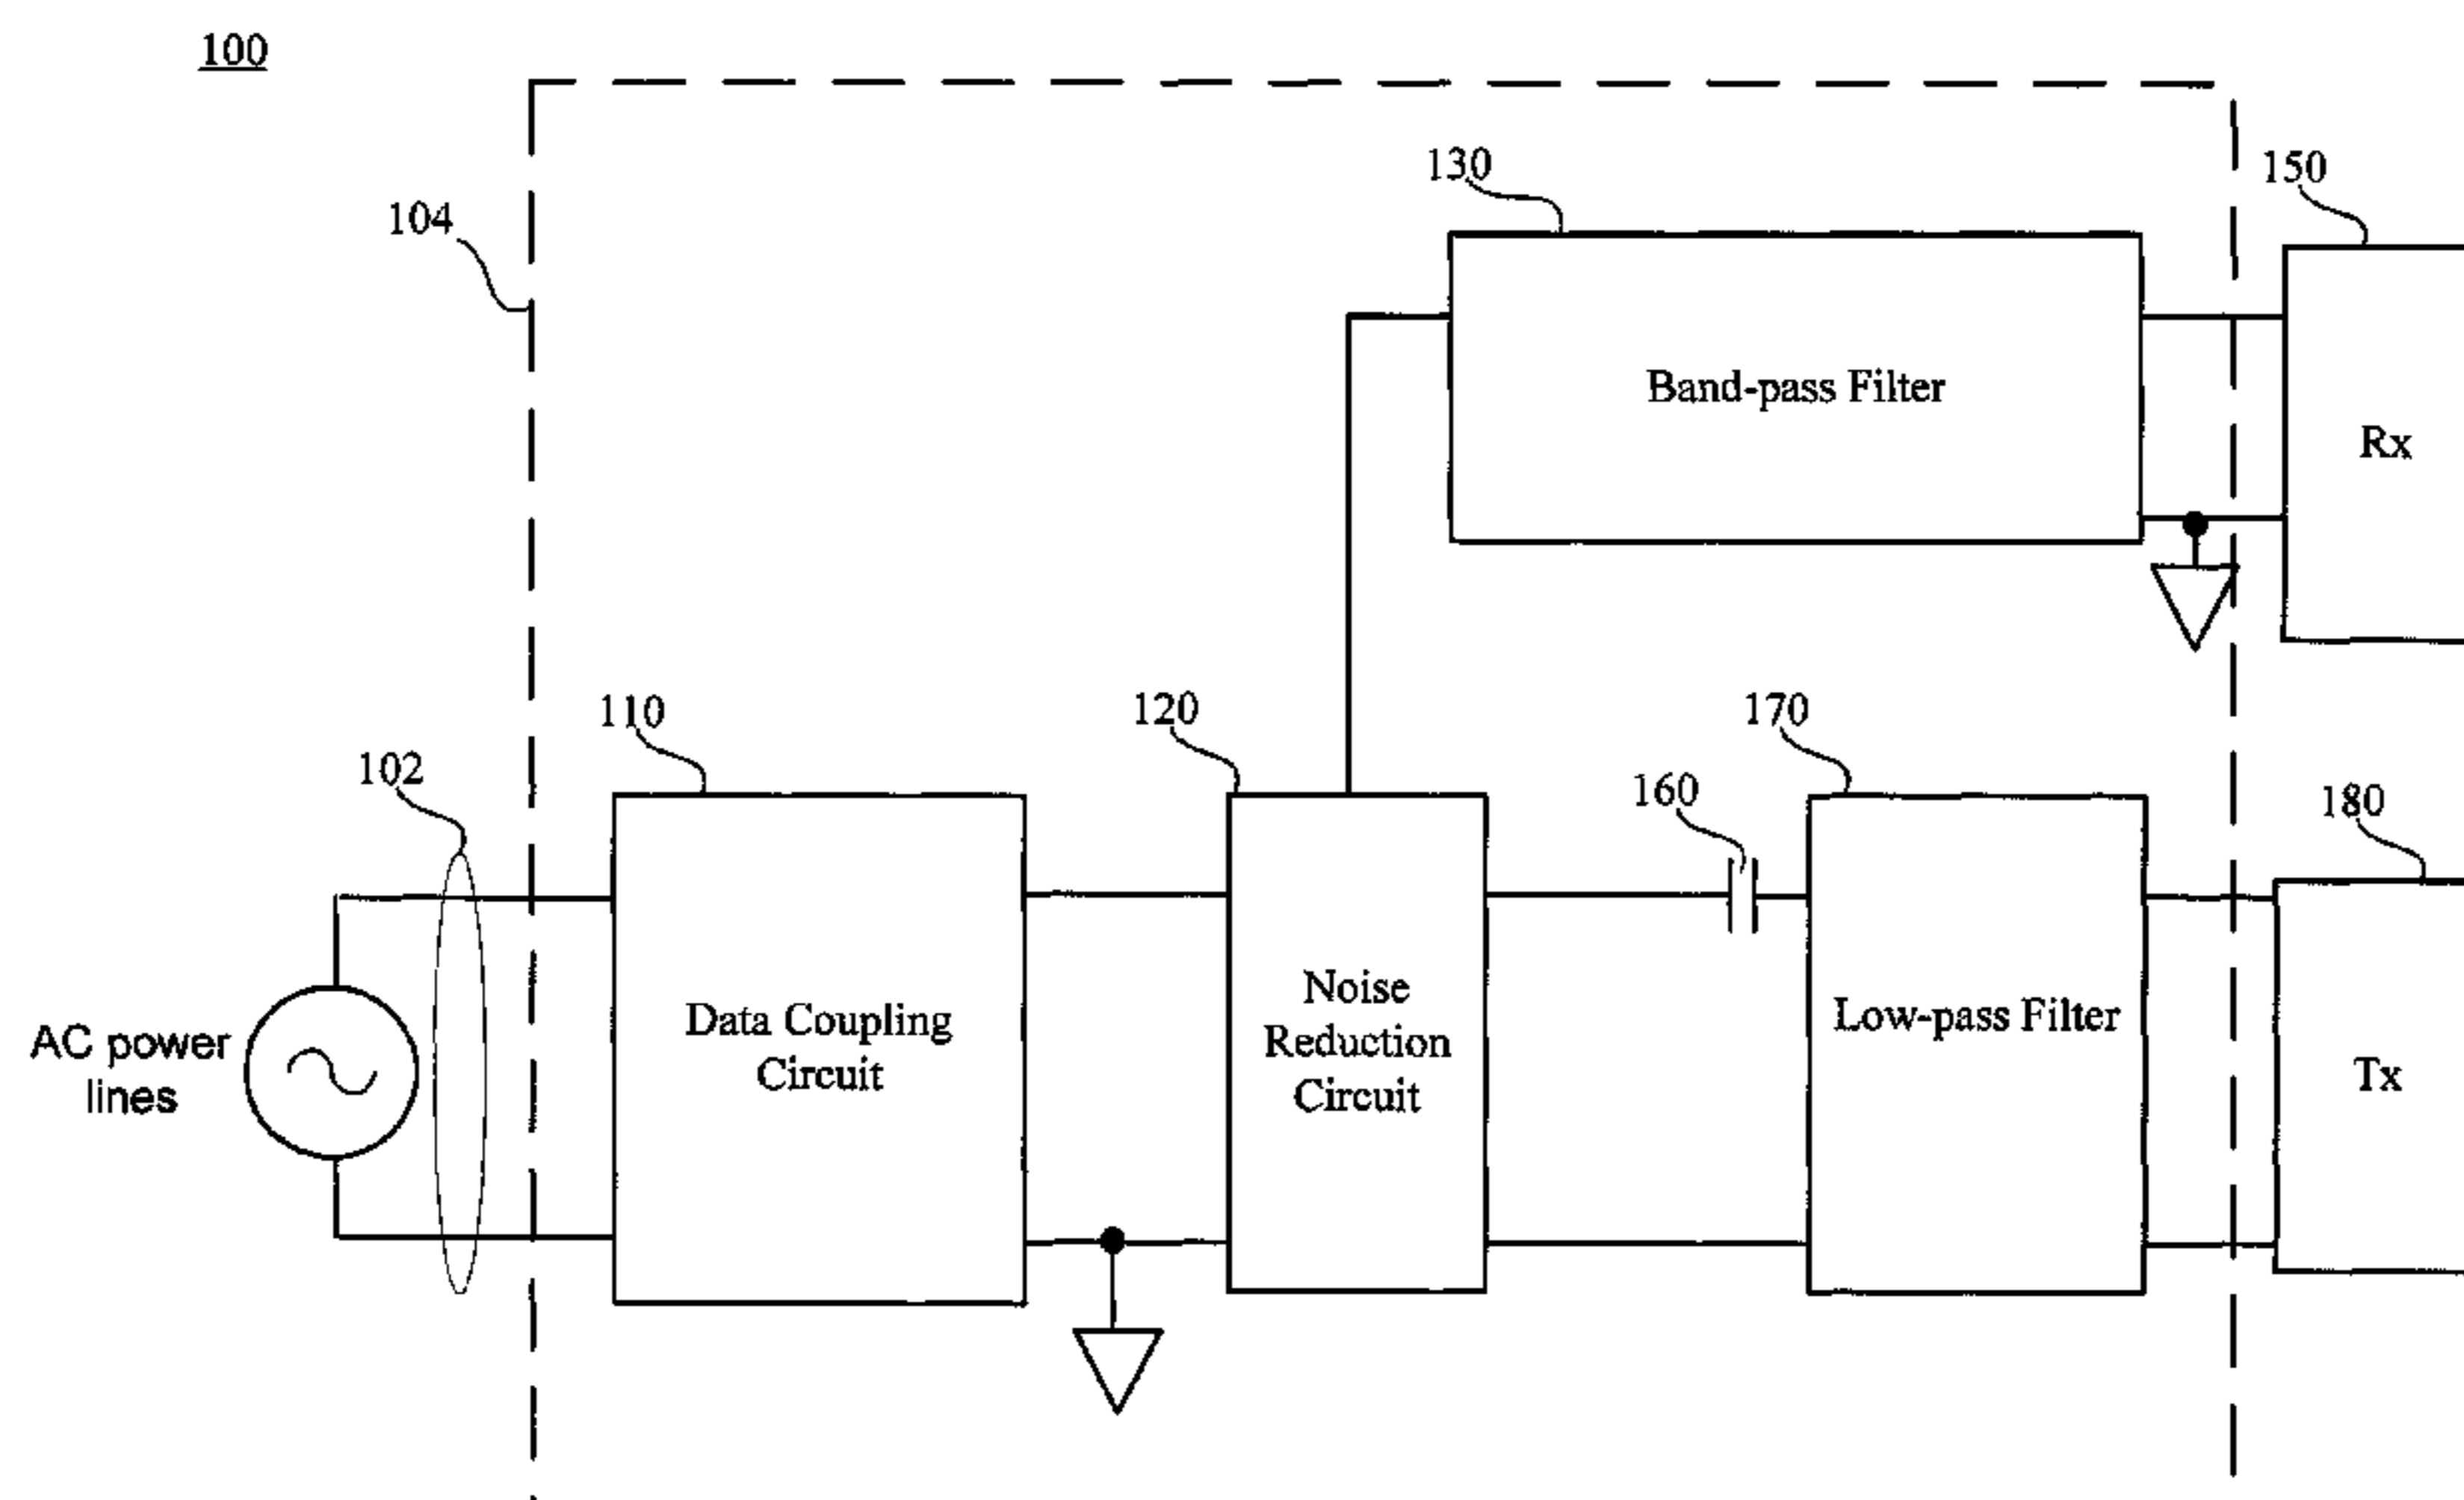 100
130
150
104
Band-pass Filter
Rx
110
120
170
102
160
180
Data Coupling
Circuit
Noise
Reduction
Circuit
Low-pass Filter
AC power
lines
Tx